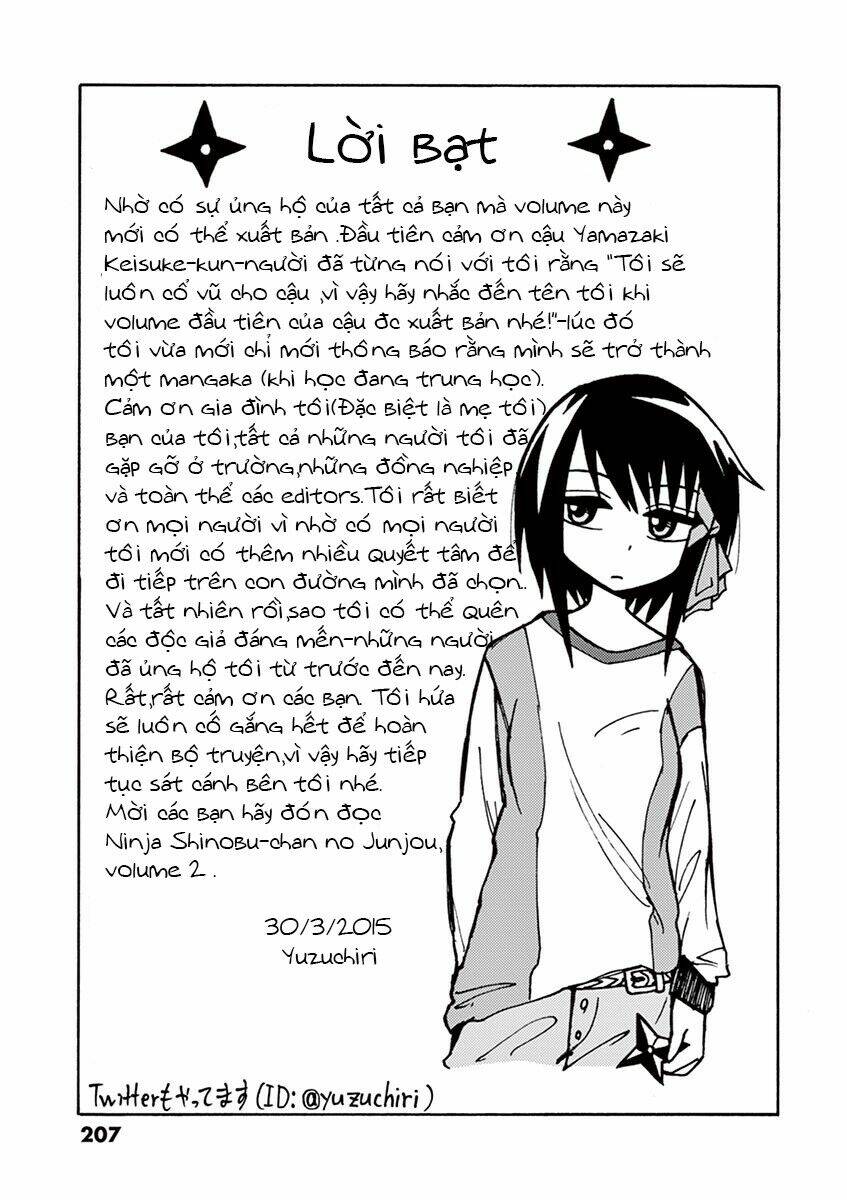 Lời bạt
Nhờ có sự ủng hộ của tất cả bạn mà volume này
mới có thể xuất bản .Đầu tiên cảm ơn cậu Yamazaki
Keisuke-kun-người đã từng nói với tôi rằng "Tôi sẽ
luôn cổ vũ cho cậu ,vì vậy hãy nhắc đến tên tôi khi
volume đầu tiên của cậu đc xuất bản nhé!"-lúc đó
tôi vừa mới chỉ mới thông báo rằng mình sẽ trở thành
một mangaka (khi học đang trung học).
Cảm ơn gia đình tôi(Đặc biệt là mẹ tôi)
bạn của tôi,tất cả những người tôi đã
gặp gỡ ở trường,những đồng nghiệp
và toàn thể các editors.Tôi rất biết
ơn mọi người vì nhờ có mọi người
tôi mới có thêm nhiều quyết tâm để
đi tiếp trên con đường mình đã chọn..
Và tất nhiên rồi,sao tôi có thể quên
các độc giả đáng mến-những người
đã ủng hộ tôi từ trước đến nay.
Rất,rất cảm ơn các bạn. Tôi hứa
sẽ luôn cố gắng hết để hoàn
thiện bộ truyện,vì vậy hãy tiếp
tục sát cánh bên tôi nhé.
Mời các bạn hãy đón đọc
Ninja Shinobu-chan no Junjou,
volume 2 .
30/3/2015
Yuzuchiri
Twitterもやってます(ID: @yuzuchiri)
207